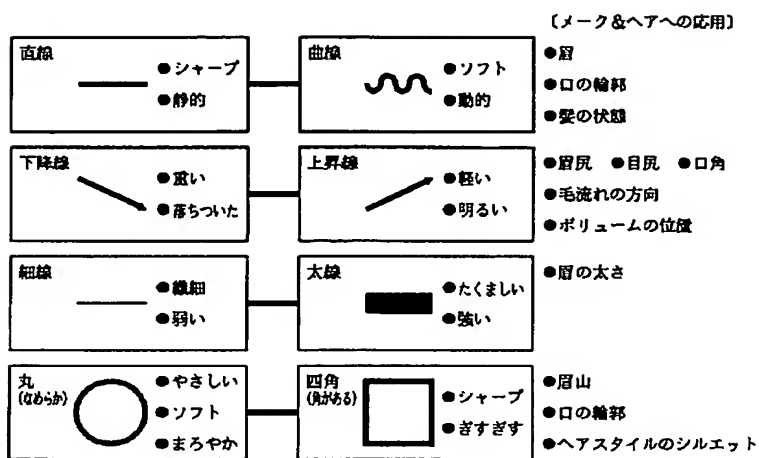 〔メーク&ヘアへの応用〕
直線
●シャープ
●静的
曲線
●ソフト
●動的
●眉
●口の輪郭
●髪の状態
下降線
●重い
●落ちついた
上昇線
●軽い
●明るい
●眉尻 ●目尻 ●口角
●毛流れの方向
●ボリュームの位置
細線
●繊細
●弱い
太線
●たくましい
●強い
●眉の太さ
丸
(なめらか)
●やさしい
●ソフト
●まろやか
四角
(角がある)
●シャープ
●ぎすぎす
●眉山
●口の輪郭
●ヘアスタイルのシルエット